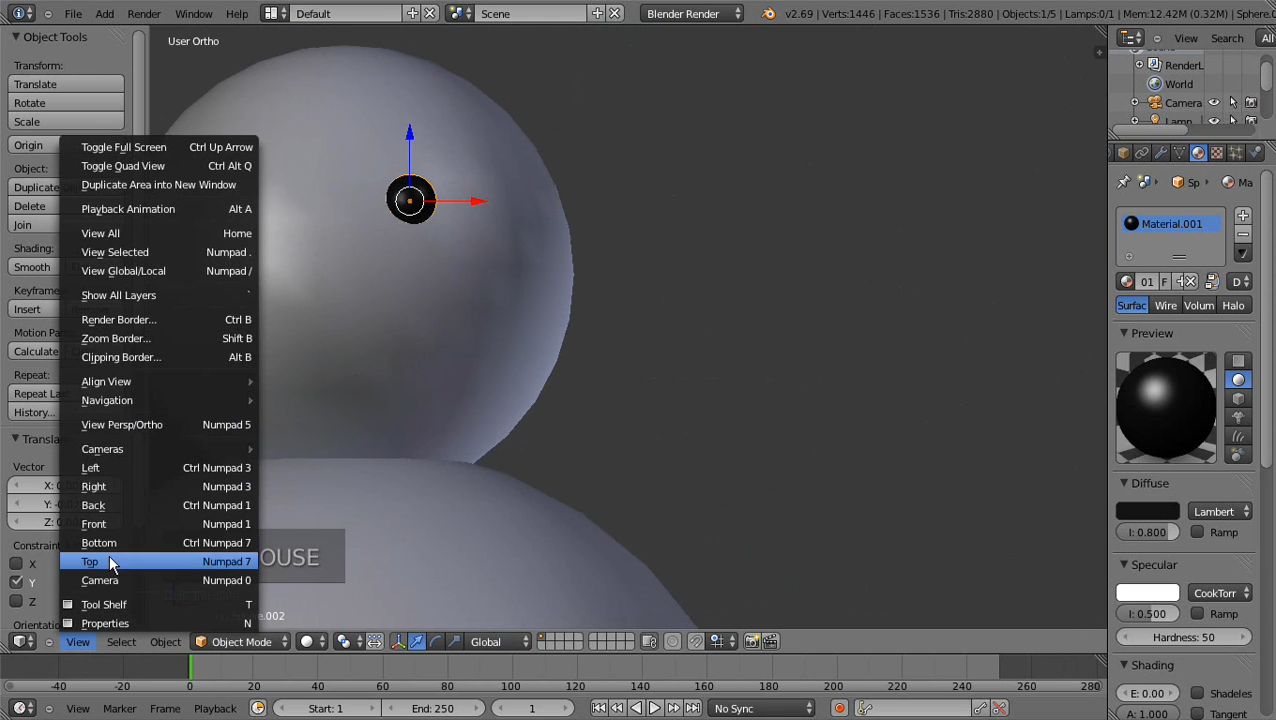 File Add Render Window Help Default Scene Blender Render v2.69 | Verts:1446 | Faces:1536 | Tris:2880 | Objects:1/5 | Lamps:0/1 | Mem:12.42M (0.32M) | Sphere.0
Object Tools
Transform:
Translate
Rotate
Scale
Origin
Object:
Duplicate
Delete
Join
Shading:
Smooth
Keyframe
Insert
Motion Pa
Calculate
Repeat:
Repeat Las
History...
Translat
Vector
X: 0.0
Y: -0.0
Z: 0.0
Constraint
X
Y
Z
Orientatio
User Ortho
Toggle Full Screen Ctrl Up Arrow
Toggle Quad View Ctrl Alt Q
Duplicate Area into New Window
Playback Animation Alt A
View All Home
View Selected Numpad .
View Global/Local Numpad /
Show All Layers `
Render Border... Ctrl B
Zoom Border... Shift B
Clipping Border... Alt B
Align View
Navigation
View Persp/Ortho Numpad 5
Cameras
Left Ctrl Numpad 3
Right Numpad 3
Back Ctrl Numpad 1
Front Numpad 1
Bottom Ctrl Numpad 7
Top Numpad 7
Camera Numpad 0
Tool Shelf T
Properties N
OUSE
.002
View Select Object Object Mode Global
-40 -20 0 20 40 60 80 100 120 140 160 180 200 220 240 260 280
View Marker Frame Playback Start: 1 End: 250 1 No Sync
View Search All
RenderL
World
Camera
Lamp
Sp Ma
Material.001
01 F D
Surfac Wire Volum Halo
Preview
Diffuse
Lambert
I: 0.800 Ramp
Specular
CookTorr
I: 0.500 Ramp
Hardness: 50
Shading
E: 0.00 Shadeles
A: 1.000 Tangent